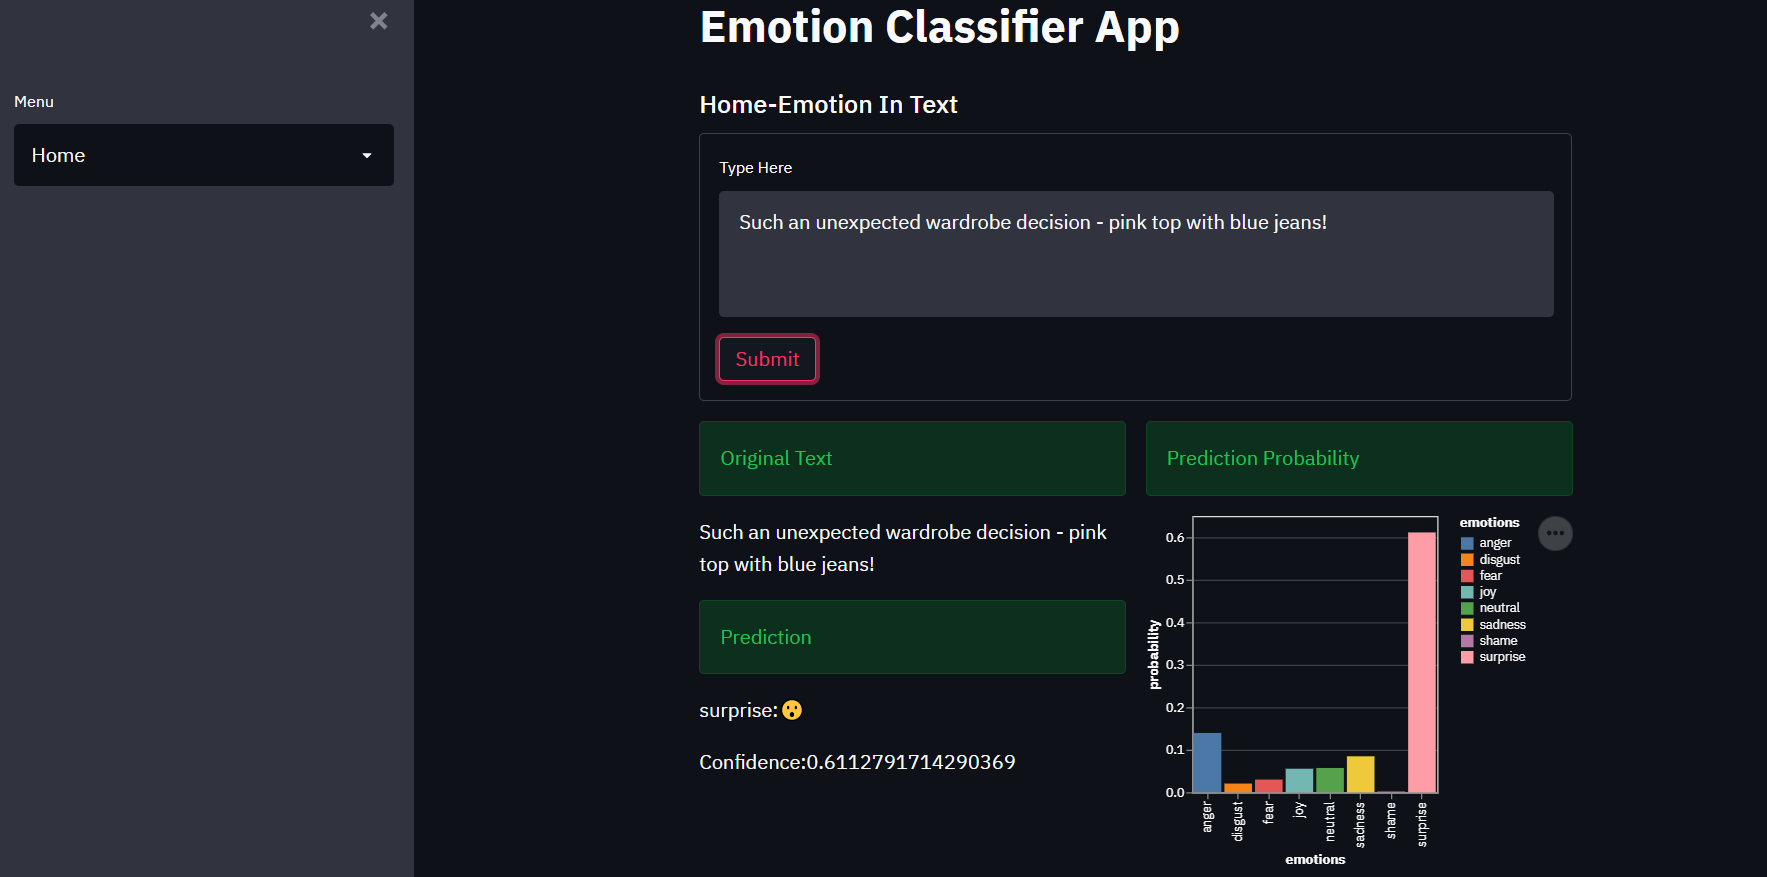 ×
Menu
Home
Emotion Classifier App
Home-Emotion In Text
Type Here
Such an unexpected wardrobe decision - pink top with blue jeans!
Submit
Original Text
Such an unexpected wardrobe decision - pink
top with blue jeans!
Prediction
surprise:😮
Confidence:0.6112791714290369
Prediction Probability
probability
0.6
0.5
0.4
0.3
0.2
0.1
0.0
anger
disgust
fear
joy
neutral
sadness
shame
surprise
emotions
emotions
anger
disgust
fear
joy
neutral
sadness
shame
surprise